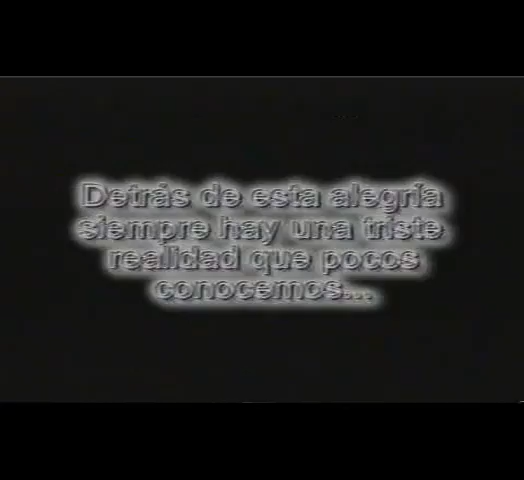 Detrás de esta alegría
siempre hay una triste
realidad que pocos
conocemos...